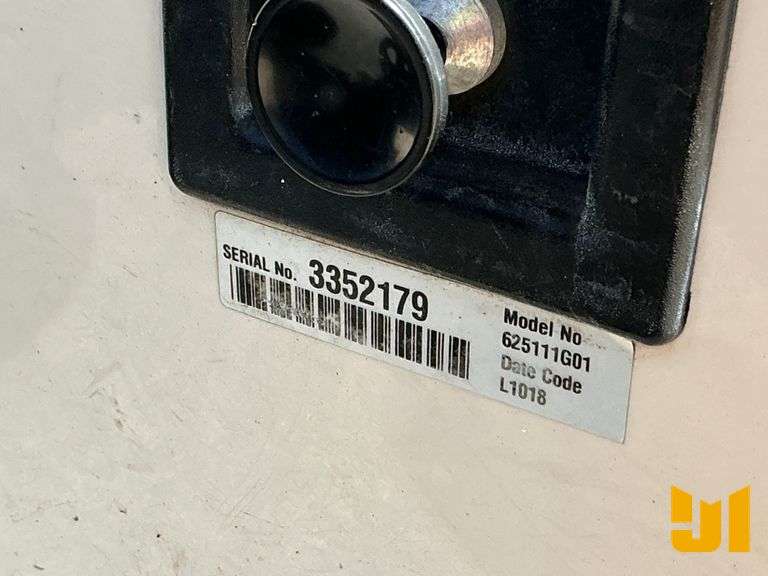 SERIAL No. 3352179
Model No
625111G01
Date Code
L1018